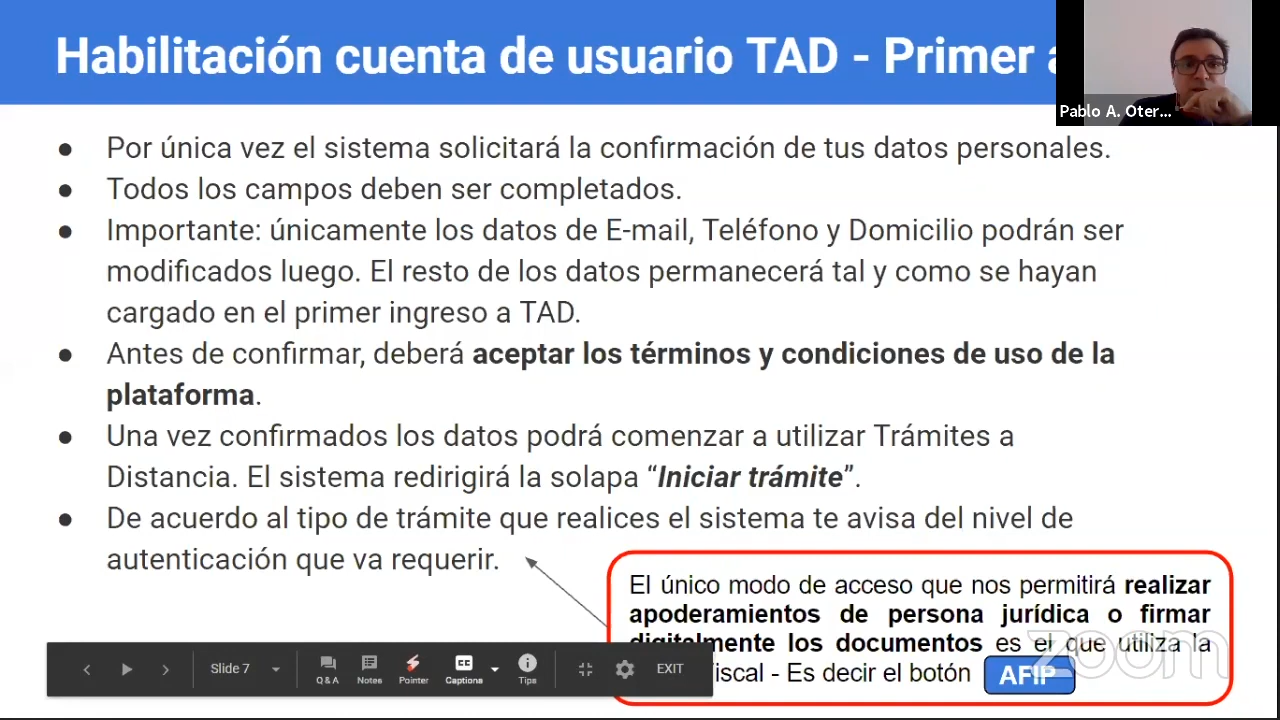 Habilitación cuenta de usuario TAD - Primer
Pablo A. Oter...
● Por única vez el sistema solicitará la confirmación de tus datos personales.
● Todos los campos deben ser completados.
● Importante: únicamente los datos de E-mail, Teléfono y Domicilio podrán ser
modificados luego. El resto de los datos permanecerá tal y como se hayan
cargado en el primer ingreso a TAD.
● Antes de confirmar, deberá aceptar los términos y condiciones de uso de la
plataforma.
● Una vez confirmados los datos podrá comenzar a utilizar Trámites a
Distancia. El sistema redirigirá la solapa “Iniciar trámite”.
● De acuerdo al tipo de trámite que realices el sistema te avisa del nivel de
autenticación que va requerir.
El único modo de acceso que nos permitirá realizar
apoderamientos de persona jurídica o firmar
digitalmente los documentos es el que utiliza la
fiscal - Es decir el botón AFIP
zoom
Slide 7
Q & A
Notes
Pointer
Captions
Tips
EXIT